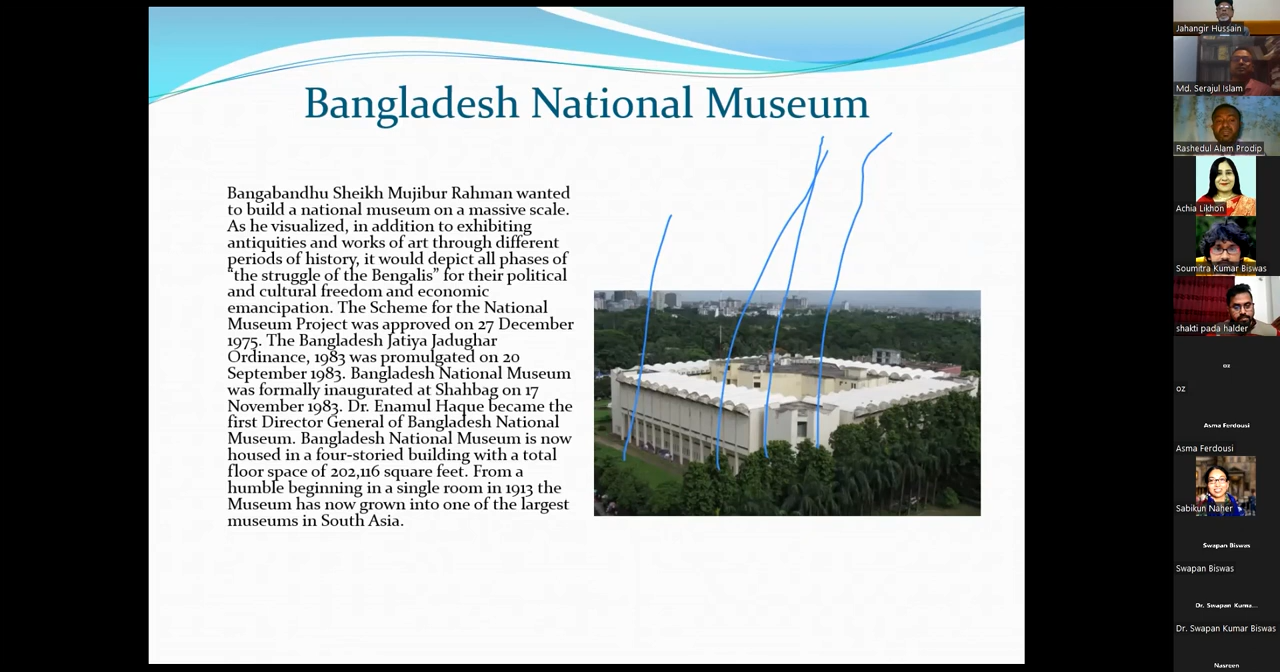 Bangladesh National Museum
Bangabandhu Sheikh Mujibur Rahman wanted
to build a national museum on a massive scale.
As he visualized, in addition to exhibiting
antiquities and works of art through different
periods of history, it would depict all phases of
“the struggle of the Bengalis” for their political
and cultural freedom and economic
emancipation. The Scheme for the National
Museum Project was approved on 27 December
1975. The Bangladesh Jatiya Jadughar
Ordinance, 1983 was promulgated on 20
September 1983. Bangladesh National Museum
was formally inaugurated at Shahbag on 17
November 1983. Dr. Enamul Haque became the
first Director General of Bangladesh National
Museum. Bangladesh National Museum is now
housed in a four-storied building with a total
floor space of 202,116 square feet. From a
humble beginning in a single room in 1913 the
Museum has now grown into one of the largest
museums in South Asia.
Jahangir Hussain
Md. Serajul Islam
Rashedul Alam Prodip
Achia Likhon
Soumitra Kumar Biswas
shakti pada halder
oz
oz
Asma Ferdousi
Asma Ferdousi
Sabikun Naher
Swapan Biswas
Swapan Biswas
Dr. Swapan Kuma...
Dr. Swapan Kumar Biswas
Nasreen